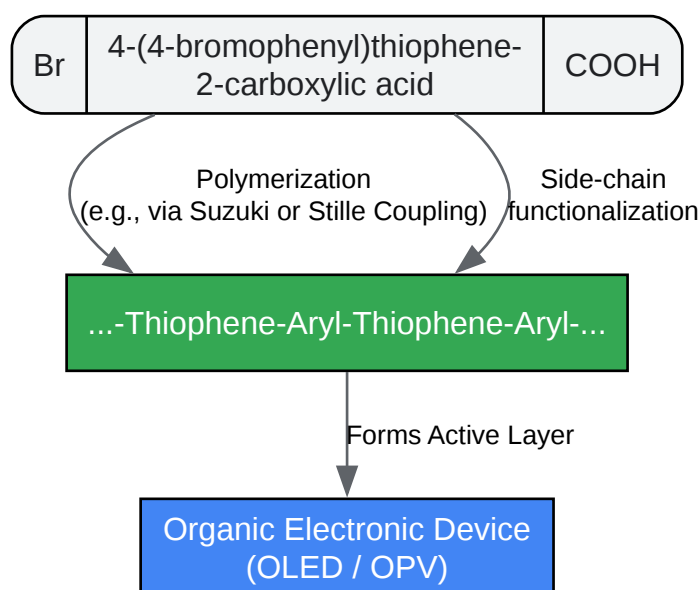 Br
4-(4-bromophenyl)thiophene-
2-carboxylic acid
COOH
Polymerization
(e.g., via Suzuki or Stille Coupling)
Side-chain
functionalization
...-Thiophene-Aryl-Thiophene-Aryl-...
Forms Active Layer
Organic Electronic Device
(OLED / OPV)